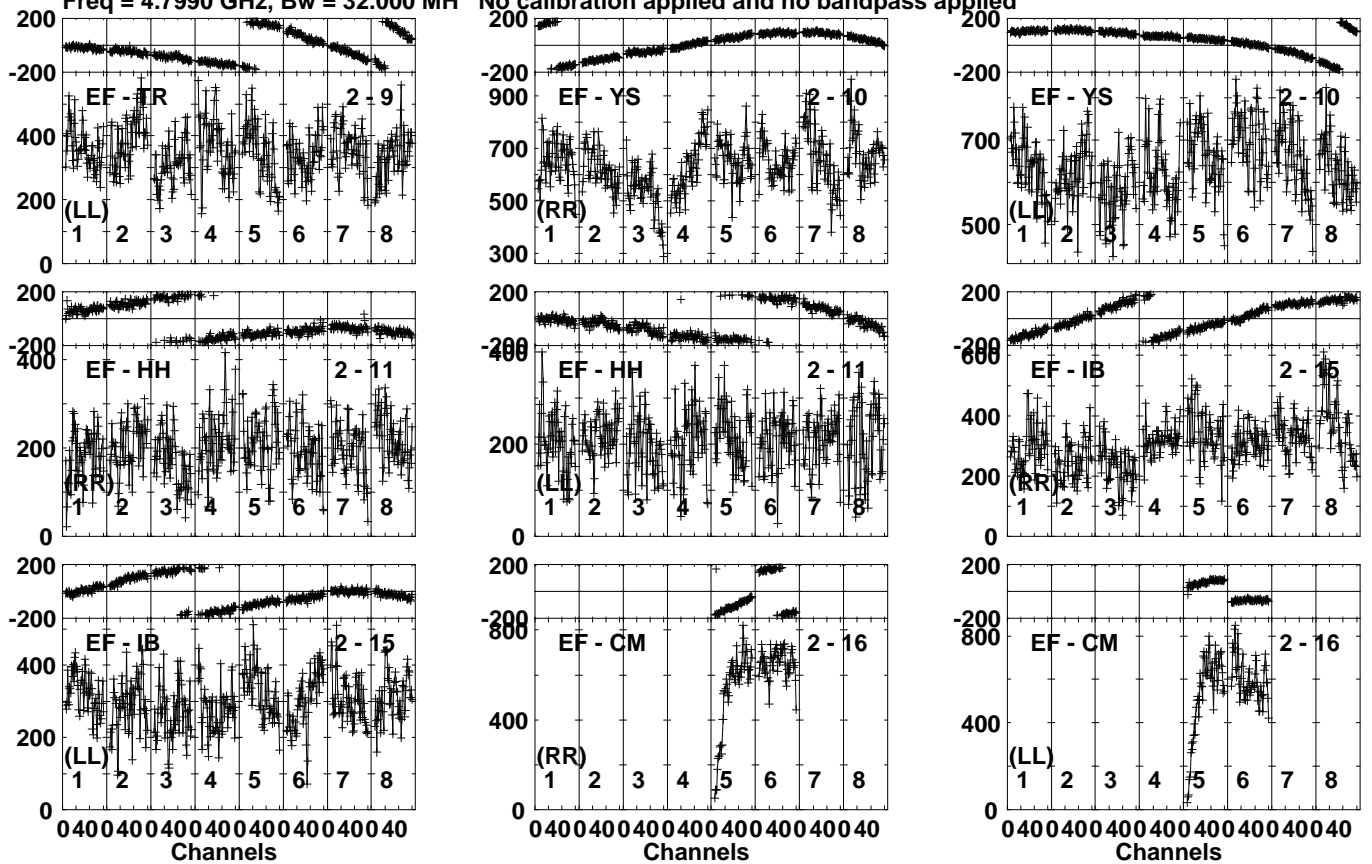 Freq = 4.7990 GHz, Bw = 32.000 MH No calibration applied and no bandpass applied
200 200 200
-200 -200 -200
EF - TR 2 - 9 900 EF - YS 2 - 10 EF - YS 2 - 10
400 700 700
200 500 500
(LL) (RR) (LL)
1 2 3 4 5 6 7 8 300 1 2 3 4 5 6 7 8 1 2 3 4 5 6 7 8
0
200 200 200
-200 -200 -200
400 400 600
EF - HH 2 - 11 EF - HH 2 - 11 EF - IB 2 - 15
400
200 200 200
(RR) (LL) (RR)
1 2 3 4 5 6 7 8 1 2 3 4 5 6 7 8 1 2 3 4 5 6 7 8
0 0 0
200 200 200
-200 -200 -200
800 800
EF - IB 2 - 15 EF - CM 2 - 16 EF - CM 2 - 16
400
400 400
200
(LL) (RR) (LL)
1 2 3 4 5 6 7 8 1 2 3 4 5 6 7 8 1 2 3 4 5 6 7 8
0 0 0
0 40 0 40 0 40 0 40 0 40 0 40 0 40 0 40 0 40 0 40 0 40 0 40 0 40 0 40 0 40 0 40 0 40 0 40 0 40 0 40 0 40 0 40 0 40 0 40
Channels Channels Channels